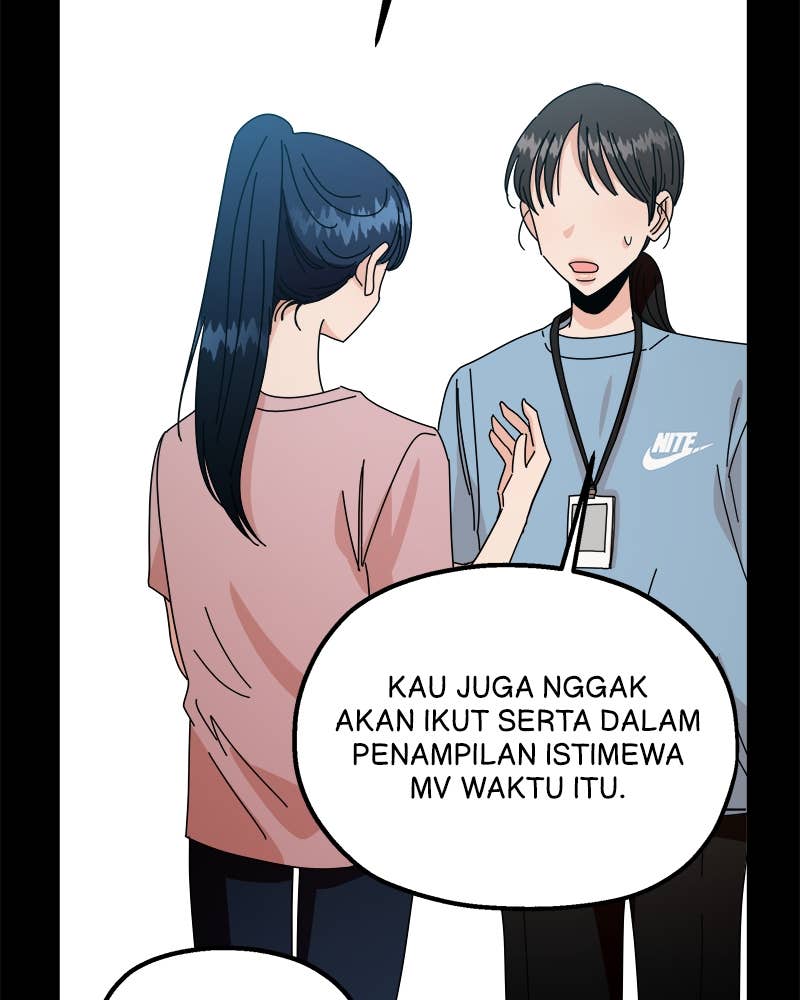 NITE
KAU JUGA NGGAK
AKAN IKUT SERTA DALAM
PENAMPILAN ISTIMEWA
MV WAKTU ITU.